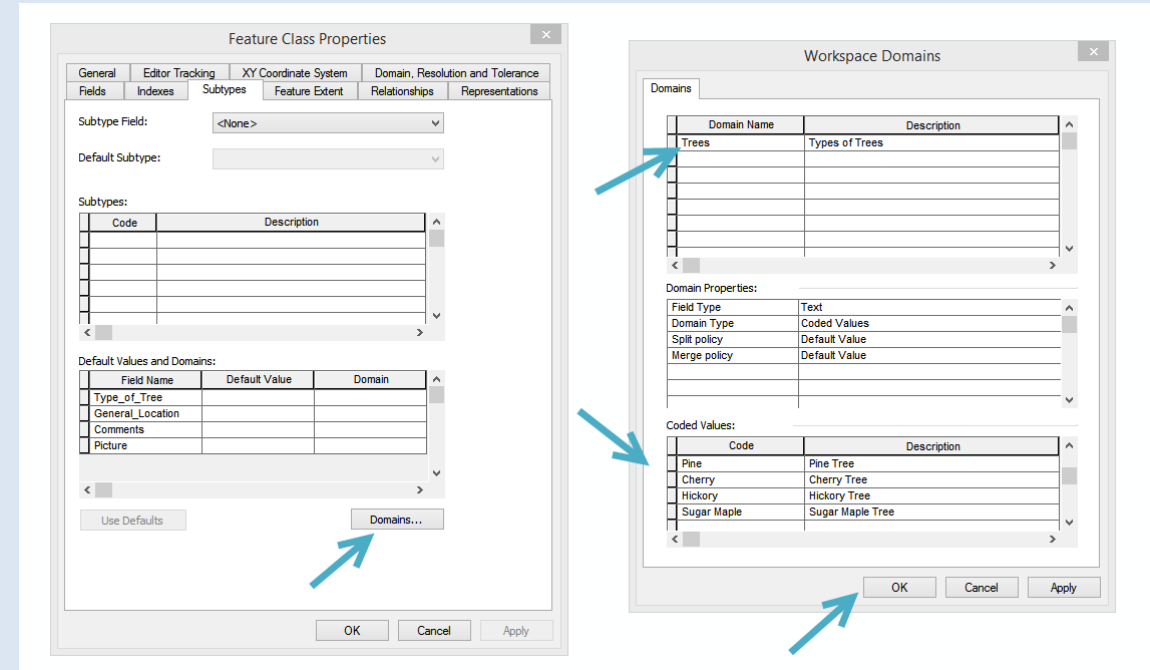 Feature Class Properties
General Editor Tracking XY Coordinate System Domain, Resolution and Tolerance
Fields Indexes Subtypes Feature Extent Relationships Representations
Subtype Field: <None>
Default Subtype:
Subtypes:
Code Description
Default Values and Domains:
Field Name Default Value Domain
Type_of_Tree
General_Location
Comments
Picture
Use Defaults Domains...
OK Cancel Apply
Workspace Domains
Domains
Domain Name Description
Trees Types of Trees
Domain Properties:
Field Type Text
Domain Type Coded Values
Split policy Default Value
Merge policy Default Value
Coded Values:
Code Description
Pine Pine Tree
Cherry Cherry Tree
Hickory Hickory Tree
Sugar Maple Sugar Maple Tree
OK Cancel Apply